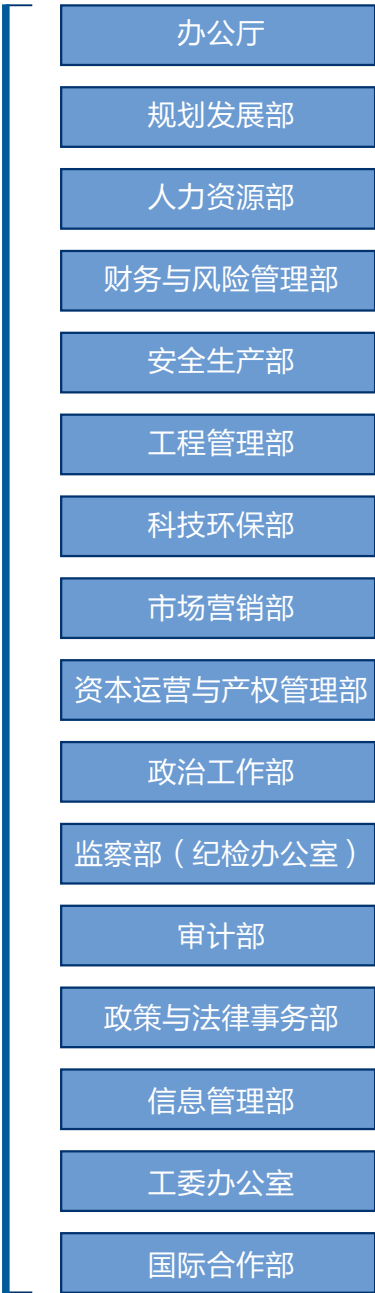 办公厅
规划发展部
人力资源部
财务与风险管理部
安全生产部
工程管理部
科技环保部
市场营销部
资本运营与产权管理部
政治工作部
监察部（纪检办公室）
审计部
政策与法律事务部
信息管理部
工委办公室
国际合作部